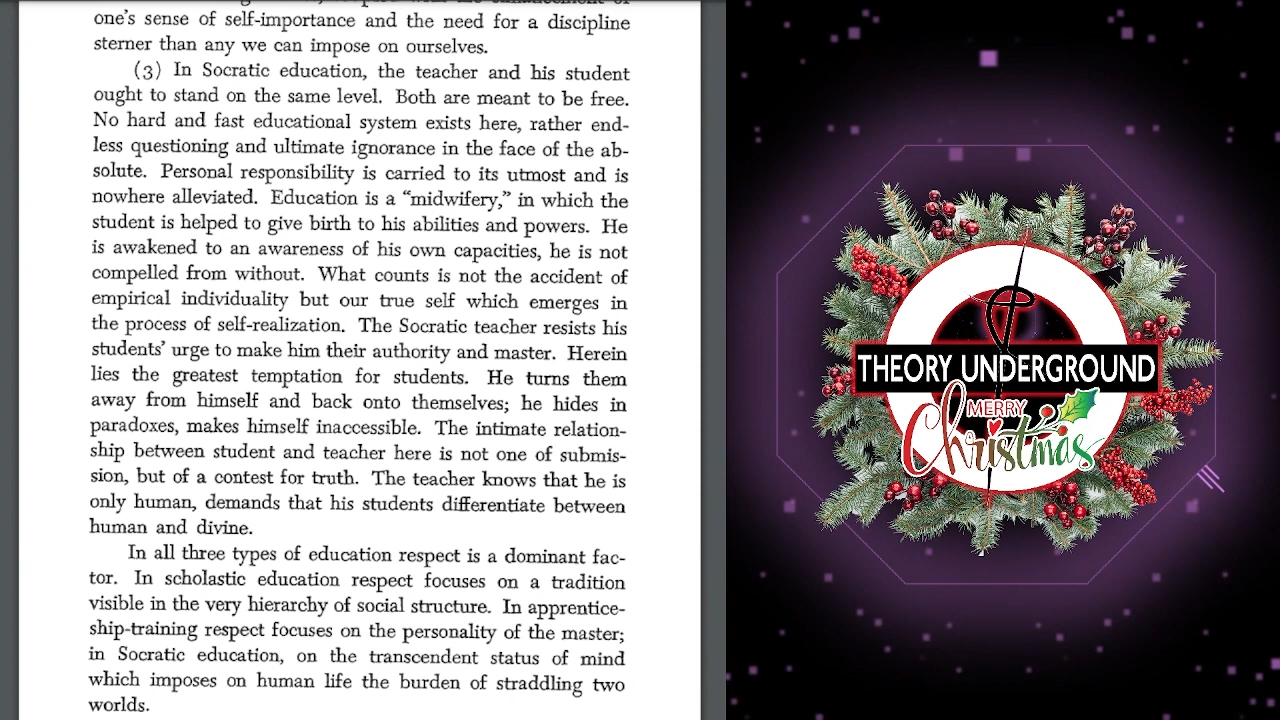 one's sense of self-importance and the need for a discipline
sterner than any we can impose on ourselves.
(3) In Socratic education, the teacher and his student
ought to stand on the same level. Both are meant to be free.
No hard and fast educational system exists here, rather end-
less questioning and ultimate ignorance in the face of the ab-
solute. Personal responsibility is carried to its utmost and is
nowhere alleviated. Education is a “midwifery,” in which the
student is helped to give birth to his abilities and powers. He
is awakened to an awareness of his own capacities, he is not
compelled from without. What counts is not the accident of
empirical individuality but our true self which emerges in
the process of self-realization. The Socratic teacher resists his
students' urge to make him their authority and master. Herein
lies the greatest temptation for students. He turns them
away from himself and back onto themselves; he hides in
paradoxes, makes himself inaccessible. The intimate relation-
ship between student and teacher here is not one of submis-
sion, but of a contest for truth. The teacher knows that he is
only human, demands that his students differentiate between
human and divine.
In all three types of education respect is a dominant fac-
tor. In scholastic education respect focuses on a tradition
visible in the very hierarchy of social structure. In apprentice-
ship-training respect focuses on the personality of the master;
in Socratic education, on the transcendent status of mind
which imposes on human life the burden of straddling two
worlds.
THEORY UNDERGROUND
MERRY
Christmas